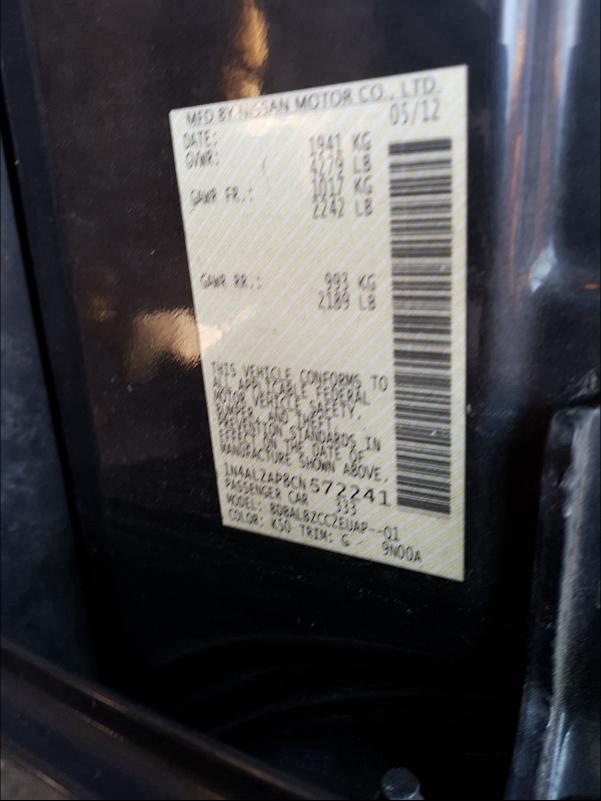 MFD BY NISSAN MOTOR CO., LTD.
DATE: 05/12
GVWR: 1941 KG
4279 LB
GAWR FR.: 1017 KG
2242 LB
GAWR RR.: 993 KG
2189 LB
THIS VEHICLE CONFORMS TO
ALL APPLICABLE FEDERAL
MOTOR VEHICLE SAFETY,
BUMPER, AND THEFT
PREVENTION STANDARDS IN
EFFECT ON THE DATE OF
MANUFACTURE SHOWN ABOVE.
1N4AL2AP8CN572241
PASSENGER CAR 333
MODEL: BDBALBZCCZEUAP--01
COLOR: K50 TRIM: G 9N00A